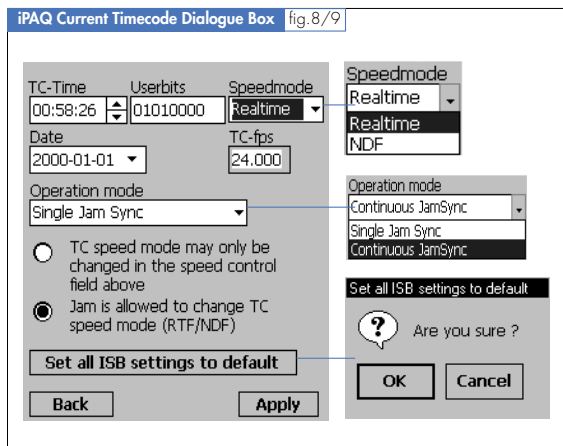 iPAQ Current Timecode Dialogue Box fig.8/9
TC-Time Userbits Speedmode
00:58:26 01010000 Realtime
Date TC-fps
2000-01-01 24.000
Operation mode
Single Jam Sync
TC speed mode may only be
changed in the speed control
field above
Jam is allowed to change TC
speed mode (RTF/NDF)
Set all ISB settings to default
Back Apply
Speedmode
Realtime
Realtime
NDF
Operation mode
Continuous JamSync
Single Jam Sync
Continuous JamSync
Set all ISB settings to default
? Are you sure ?
OK Cancel